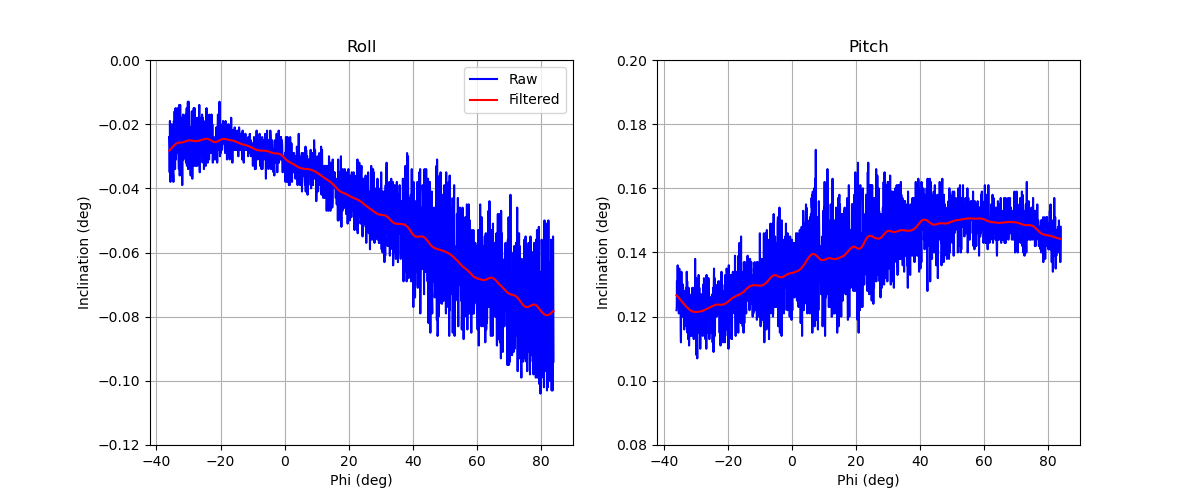 Roll
0.00
−0.02
−0.04
−0.06
−0.08
−0.10
−0.12
Inclination (deg)
−40 −20 0 20 40 60 80
Phi (deg)
Raw
Filtered
Pitch
0.20
0.18
0.16
0.14
0.12
0.10
0.08
Inclination (deg)
−40 −20 0 20 40 60 80
Phi (deg)